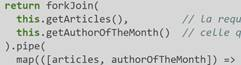 return forkJoin(
this.getArticles(), // la requ
this.getAuthorOfTheMonth() // celle q
).pipe(
map(([articles, authorOfTheMonth]) =>